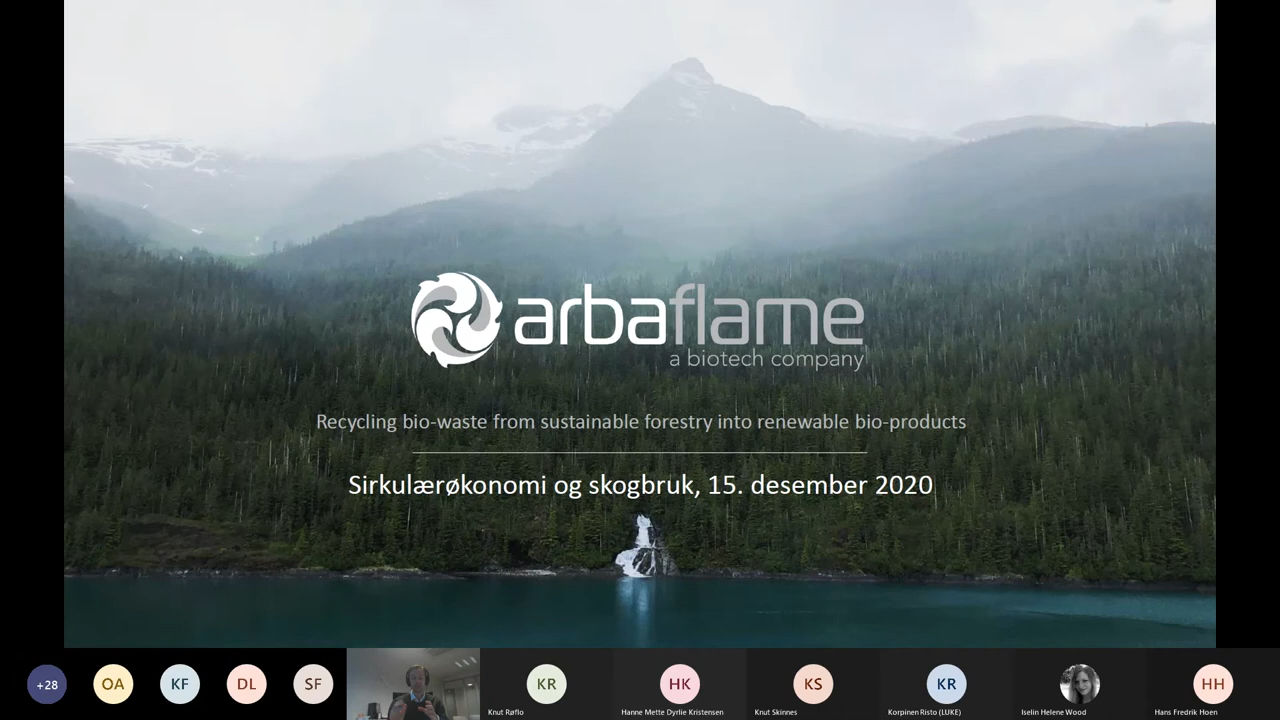 arbaflame
a biotech company
Recycling bio-waste from sustainable forestry into renewable bio-products
Sirkulærøkonomi og skogbruk, 15. desember 2020
+28
OA
KF
DL
SF
KR
HK
KS
KR
HH
Knut Røflo
Hanne Mette Dyrlie Kristensen
Knut Skinnes
Korpinen Risto (LUKE)
Iselin Helene Wood
Hans Fredrik Hoen